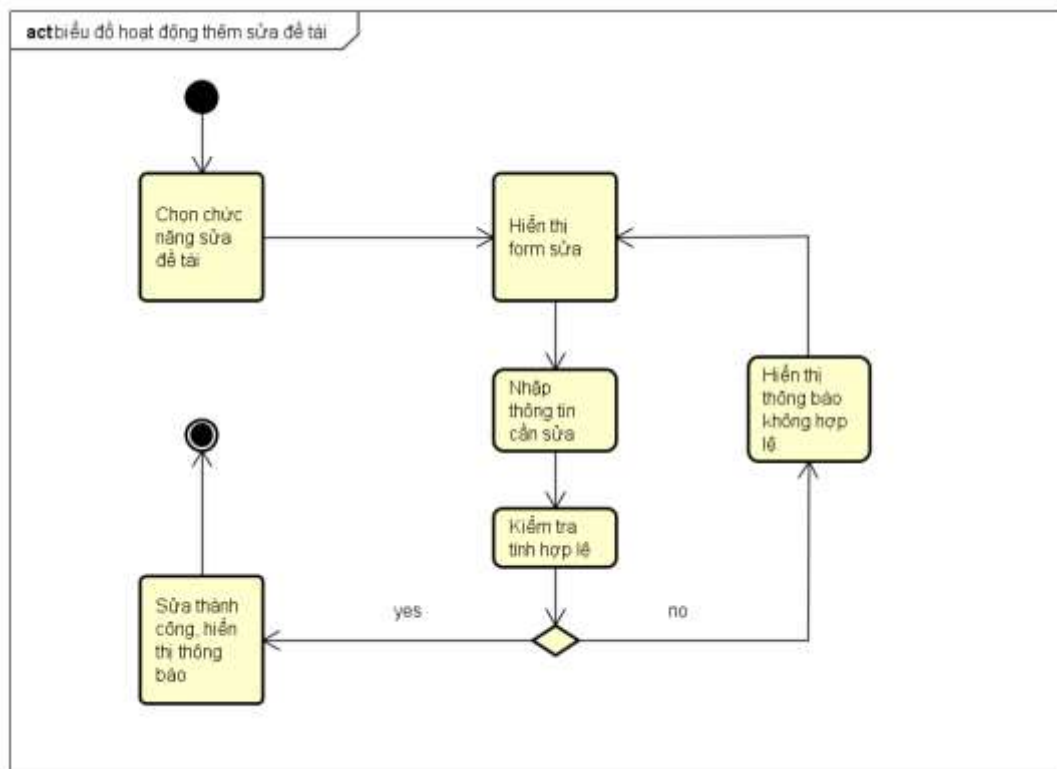 act biểu đồ hoạt động thêm sửa đề tài
Chọn chức
năng sửa
đề tài
Hiển thị
form sửa
Nhập
thông tin
cần sửa
Hiển thị
thông báo
không hợp
lệ
Kiểm tra
tính hợp lệ
yes
no
Sửa thành
công, hiển
thị thông
báo